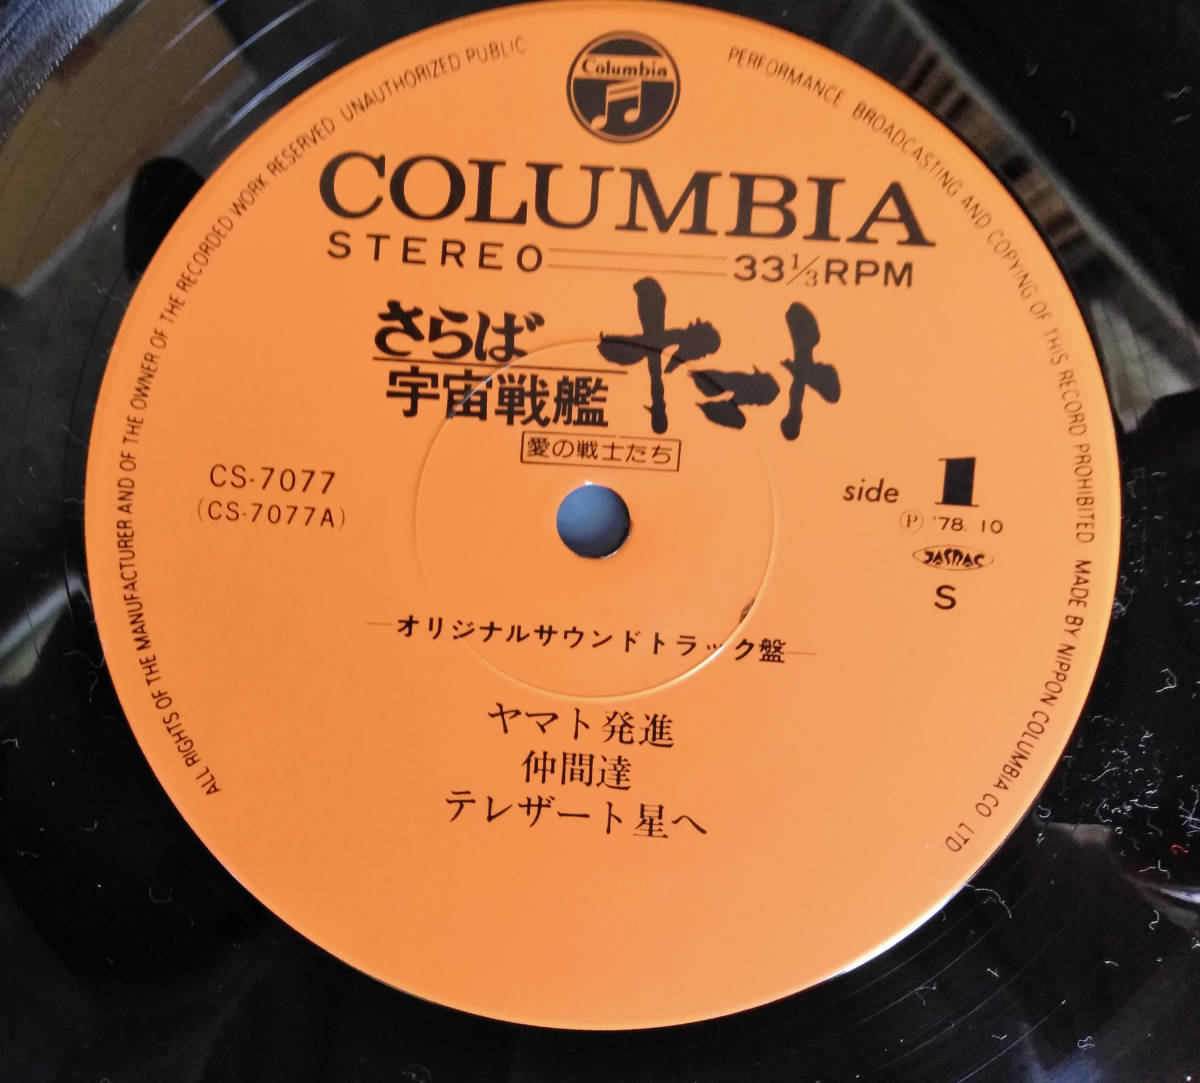 Columbia
COLUMBIA
STEREO 33 1/3 RPM
さらば
宇宙戦艦
ヤマト
愛の戦士たち
CS-7077
(CS-7077A)
side 1
Ⓟ '78. 10
JASRAC
S
—オリジナルサウンドトラック盤—
ヤマト発進
仲間達
テレザート星へ
ALL RIGHTS OF THE MANUFACTURER AND OF THE OWNER OF THE RECORDED WORK RESERVED UNAUTHORIZED PUBLIC PERFORMANCE BROADCASTING AND COPYING OF THIS RECORD PROHIBITED MADE BY NIPPON COLUMBIA CO LTD.